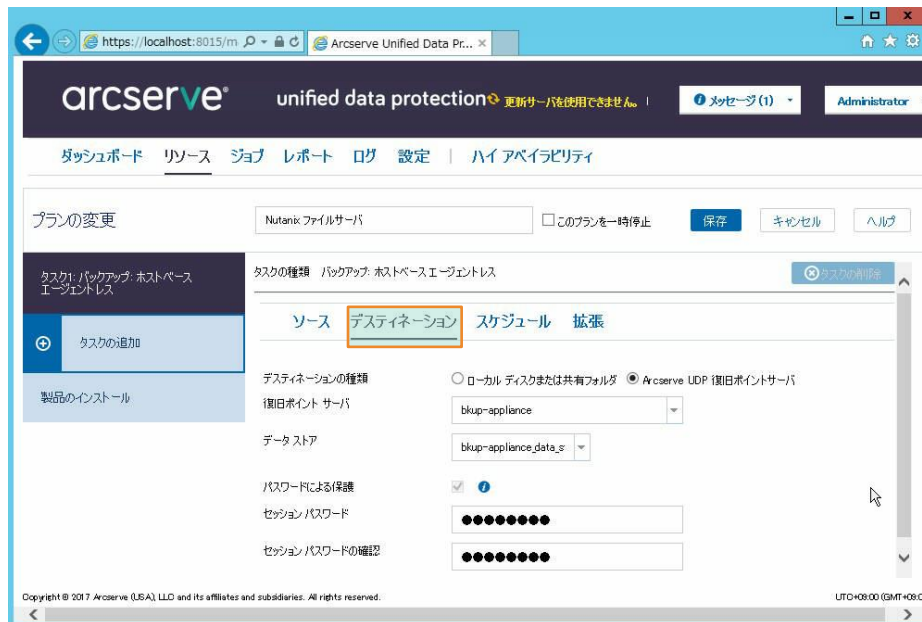 https://localhost:8015/m
Arcserve Unified Data Pr...
arcserve® unified data protection 更新サーバを使用できません。 | メッセージ(1) Administrator
ダッシュボード リソース ジョブ レポート ログ 設定 | ハイ アベイラビリティ
プランの変更 Nutanix ファイルサーバ このプランを一時停止 保存 キャンセル ヘルプ
タスク1: バックアップ: ホストベース
エージェントレス
タスクの種類 バックアップ: ホストベース エージェントレス タスクの削除
ソース デスティネーション スケジュール 拡張
タスクの追加
製品のインストール
デスティネーションの種類 ローカル ディスクまたは共有フォルダ Arcserve UDP 復旧ポイントサーバ
復旧ポイント サーバ bkup-appliance
データ ストア bkup-appliance_data_s
パスワードによる保護
セッション パスワード ●●●●●●●●
セッション パスワードの確認 ●●●●●●●●
Copyright © 2017 Arcserve (USA), LLC and its affiliates and subsidiaries. All rights reserved. UTC+09:00 (GMT+09:0